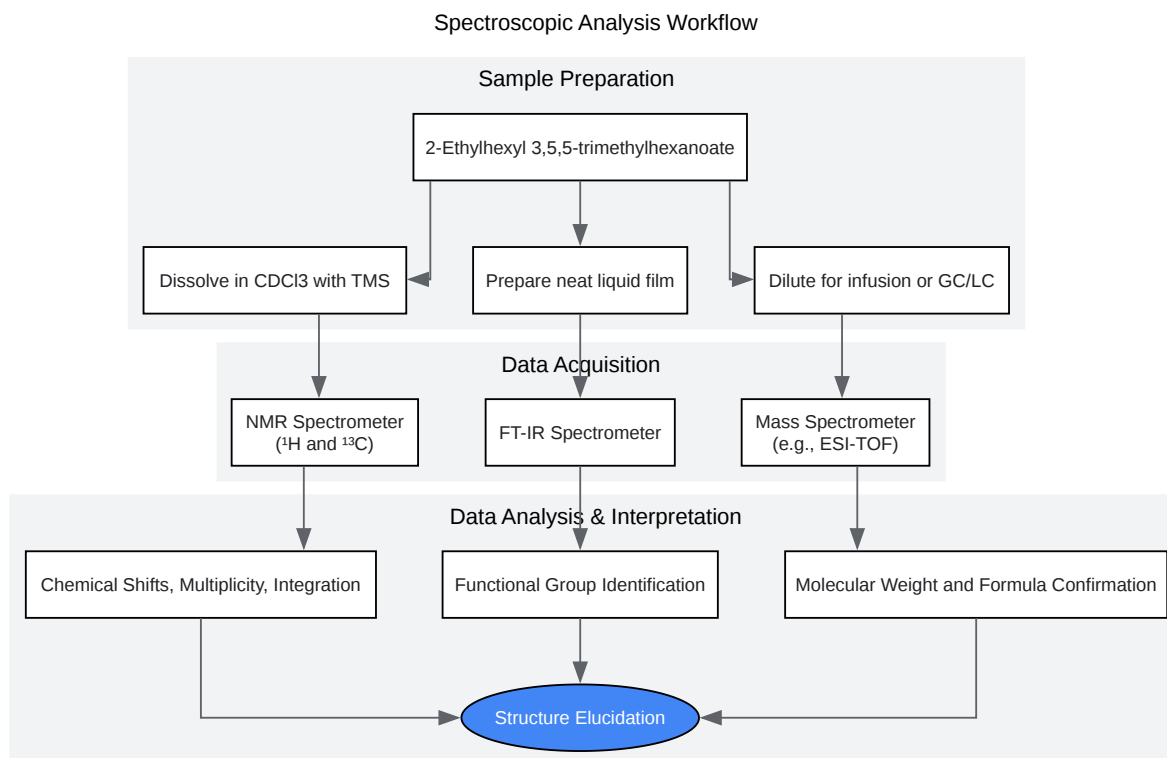 Spectroscopic Analysis Workflow
Sample Preparation
2-Ethylhexyl 3,5,5-trimethylhexanoate
Dissolve in CDCl3 with TMS
Prepare neat liquid film
Dilute for infusion or GC/LC
Data Acquisition
NMR Spectrometer
(¹H and ¹³C)
FT-IR Spectrometer
Mass Spectrometer
(e.g., ESI-TOF)
Data Analysis & Interpretation
Chemical Shifts, Multiplicity, Integration
Functional Group Identification
Molecular Weight and Formula Confirmation
Structure Elucidation